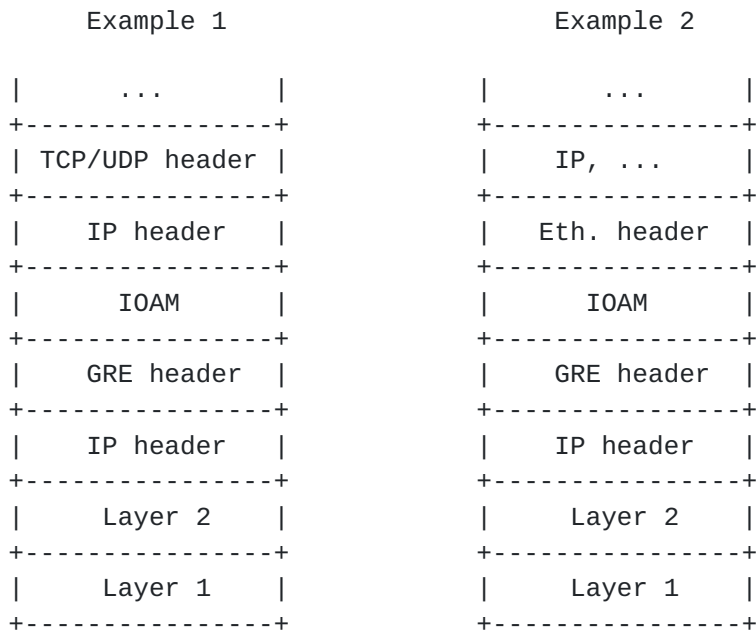 Example 1                     Example 2

|      ...       |            |       ...      |
+----------------+            +----------------+
| TCP/UDP header |            |    IP, ...     |
+----------------+            +----------------+
|    IP header   |            |   Eth. header  |
+----------------+            +----------------+
|      IOAM      |            |      IOAM      |
+----------------+            +----------------+
|    GRE header  |            |    GRE header  |
+----------------+            +----------------+
|    IP header   |            |    IP header   |
+----------------+            +----------------+
|     Layer 2    |            |     Layer 2    |
+----------------+            +----------------+
|     Layer 1    |            |     Layer 1    |
+----------------+            +----------------+